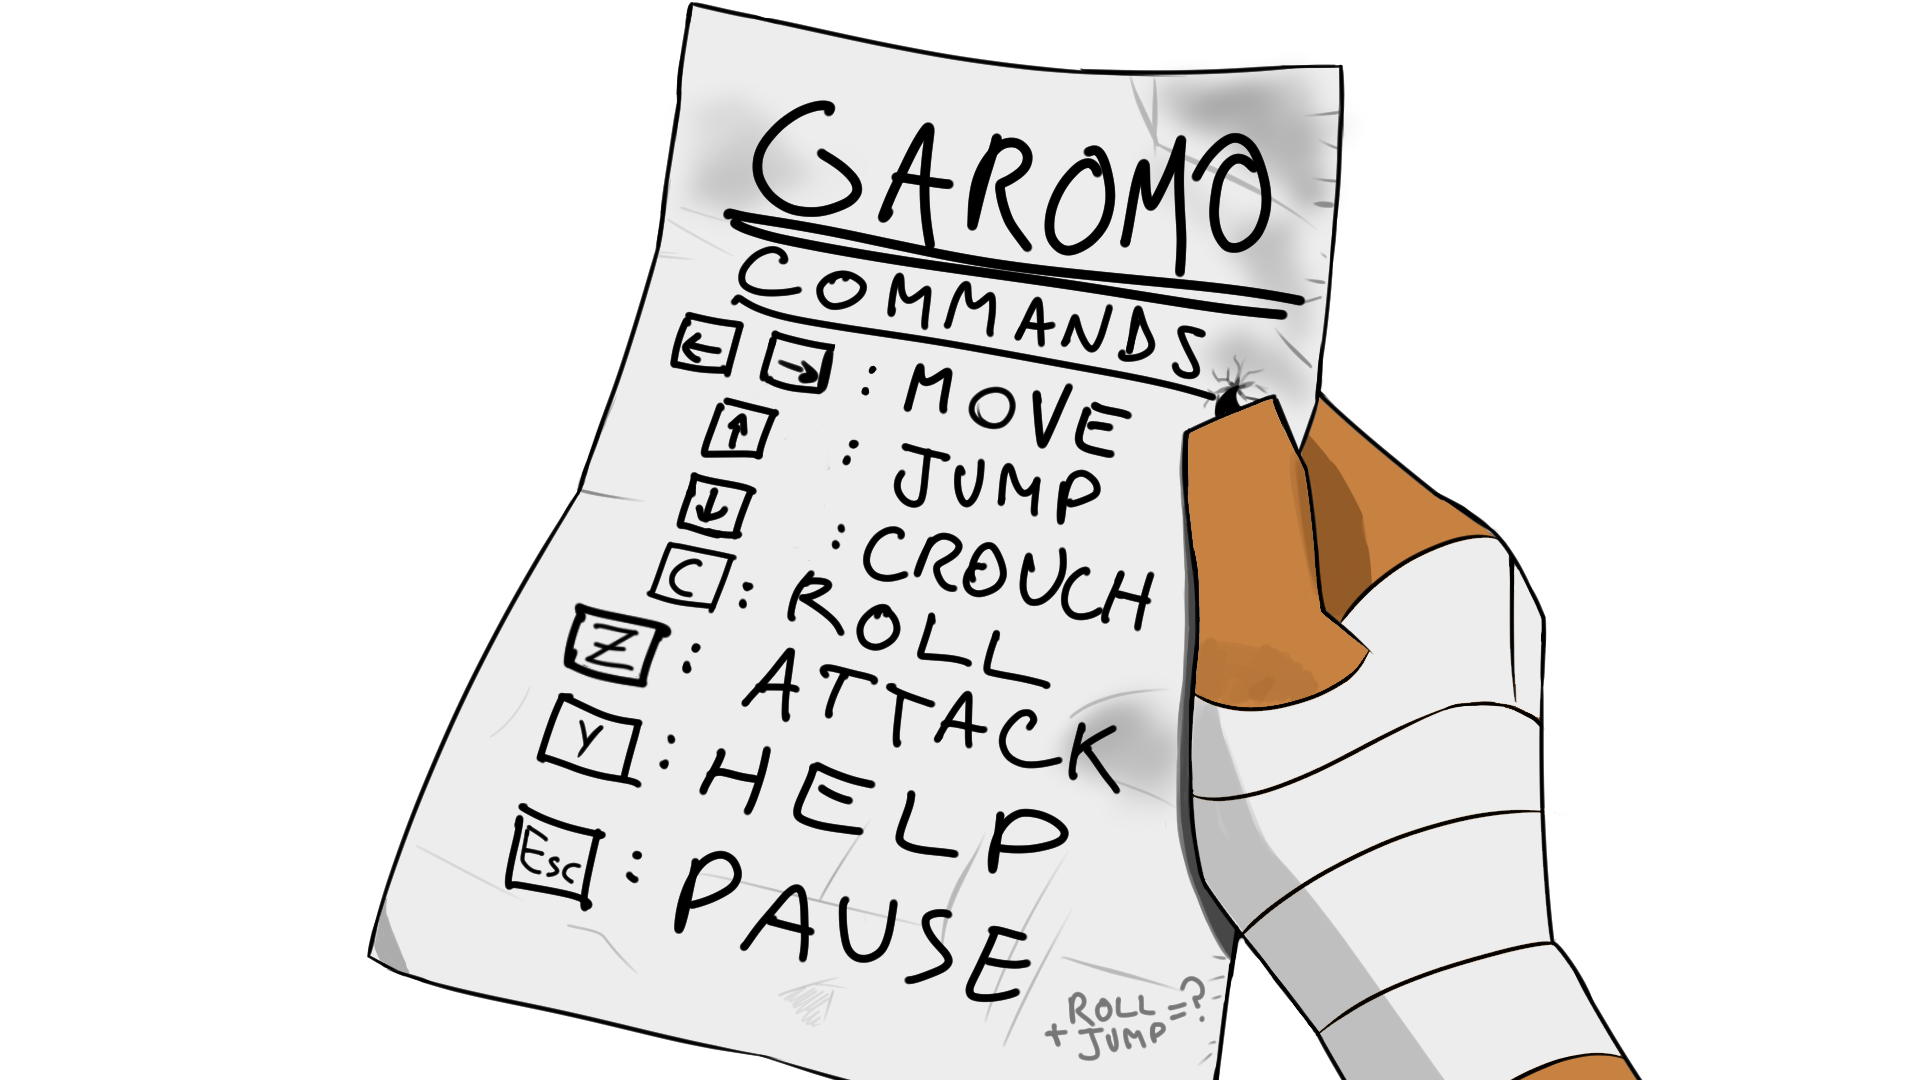 GAROMO
COMMANDS
← → : MOVE
↑ : JUMP
↓ : CROUCH
C : ROLL
Z : ATTACK
Y : HELP
Esc : PAUSE
ROLL =?
+ JUMP